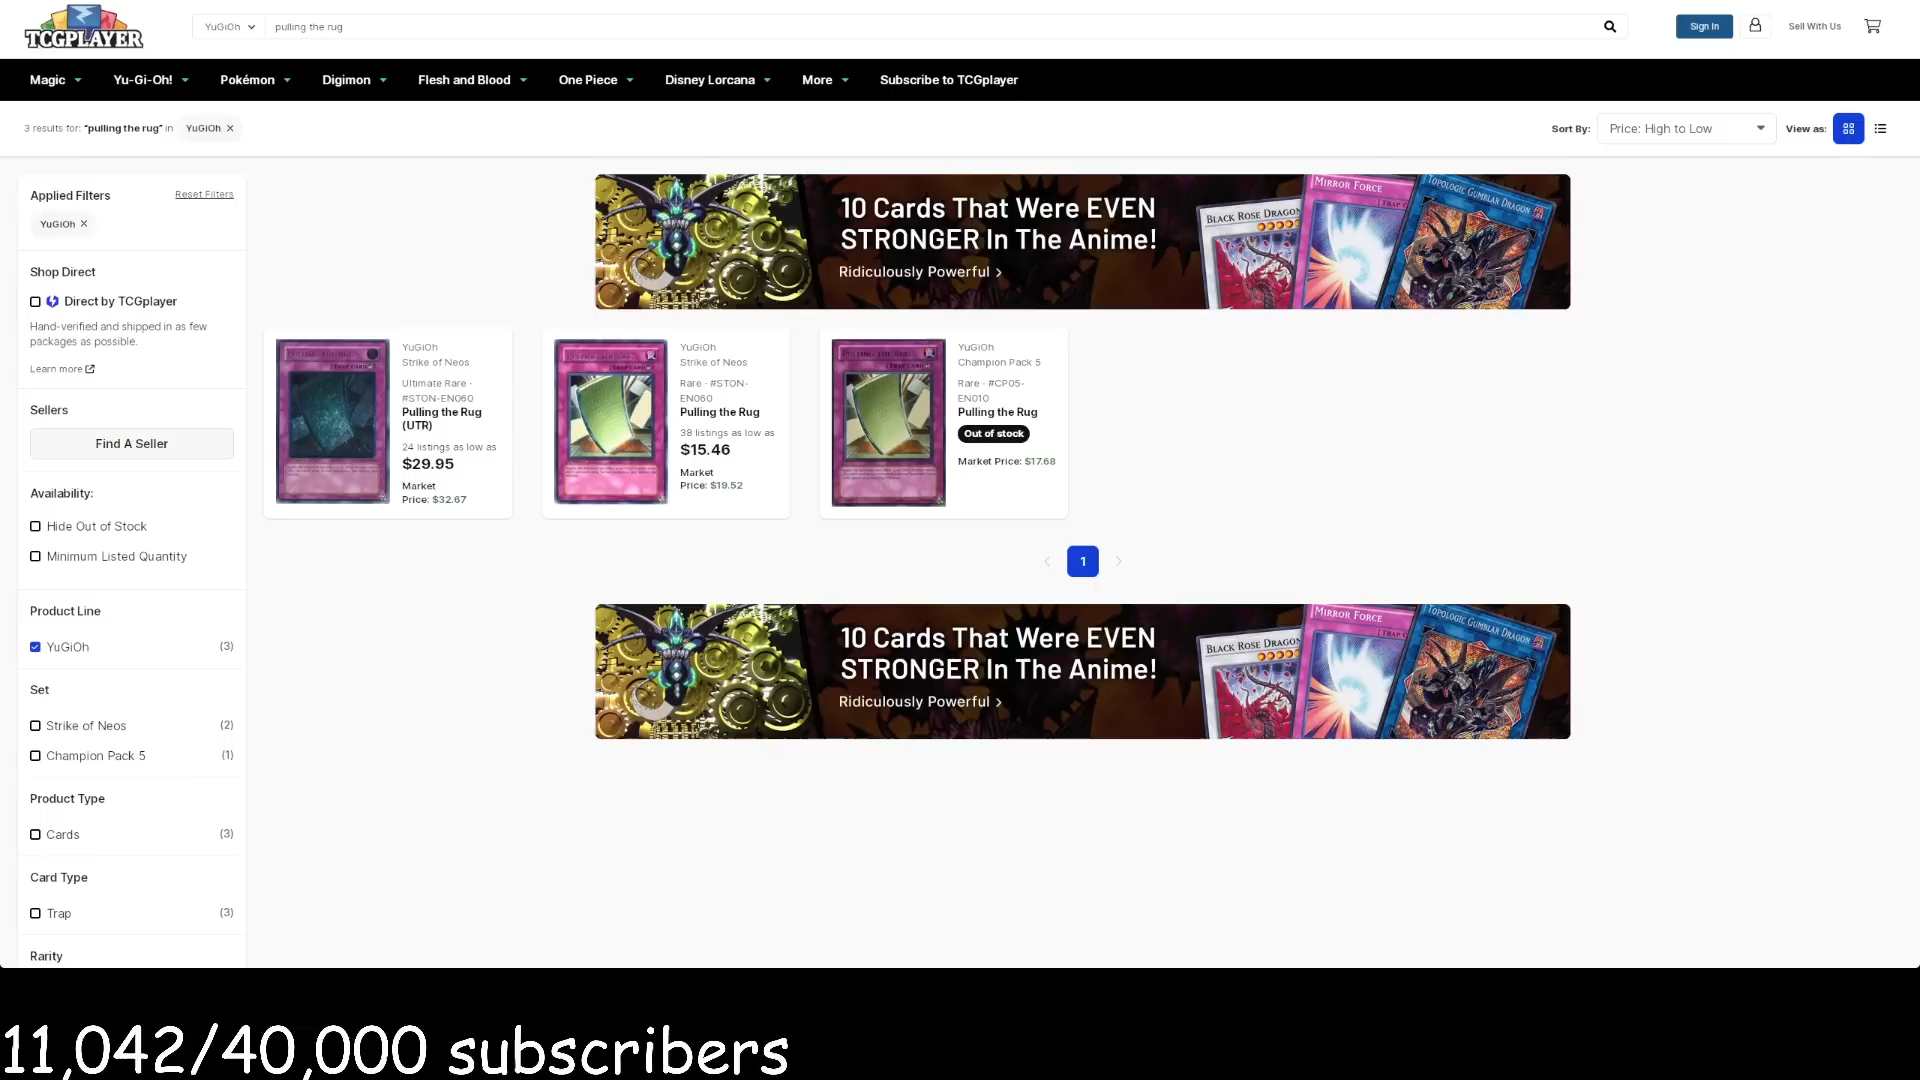 TCGPLAYER
YuGiOh
pulling the rug
Sign In
Sell With Us
Magic
Yu-Gi-Oh!
Pokémon
Digimon
Flesh and Blood
One Piece
Disney Lorcana
More
Subscribe to TCGplayer
3 results for: "pulling the rug" in
YuGiOh
Sort By:
Price: High to Low
View as:
Applied Filters
Reset Filters
YuGiOh
Shop Direct
Direct by TCGplayer
Hand-verified and shipped in as few
packages as possible.
Learn more
Sellers
Find A Seller
Availability:
Hide Out of Stock
Minimum Listed Quantity
Product Line
YuGiOh (3)
Set
Strike of Neos (2)
Champion Pack 5 (1)
Product Type
Cards (3)
Card Type
Trap (3)
Rarity
10 Cards That Were EVEN
STRONGER In The Anime!
Ridiculously Powerful >
BLACK ROSE DRAGON
MIRROR FORCE
TOPOLOGIC GUMBLAR DRAGON
PULLING THE RUG
YuGiOh
Strike of Neos
Ultimate Rare ·
#STON-EN060
Pulling the Rug
(UTR)
24 listings as low as
$29.95
Market
Price: $32.67
YuGiOh
Strike of Neos
Rare · #STON-
EN060
Pulling the Rug
38 listings as low as
$15.46
Market
Price: $19.52
PULLING THE RUG
YuGiOh
Champion Pack 5
Rare · #CP05-
EN010
Pulling the Rug
Out of stock
Market Price: $17.68
1
10 Cards That Were EVEN
STRONGER In The Anime!
Ridiculously Powerful >
BLACK ROSE DRAGON
MIRROR FORCE
TOPOLOGIC GUMBLAR DRAGON
11,042/40,000 subscribers